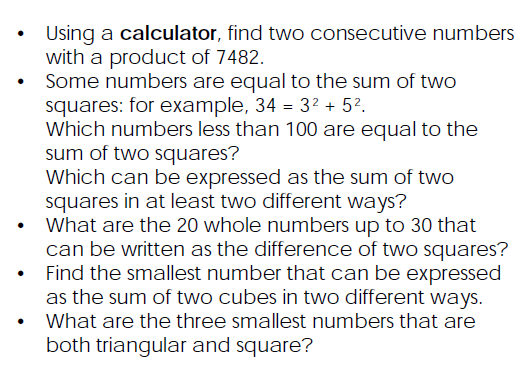 • Using a calculator, find two consecutive numbers
with a product of 7482.
• Some numbers are equal to the sum of two
squares: for example, 34 = 3² + 5².
Which numbers less than 100 are equal to the
sum of two squares?
Which can be expressed as the sum of two
squares in at least two different ways?
• What are the 20 whole numbers up to 30 that
can be written as the difference of two squares?
• Find the smallest number that can be expressed
as the sum of two cubes in two different ways.
• What are the three smallest numbers that are
both triangular and square?